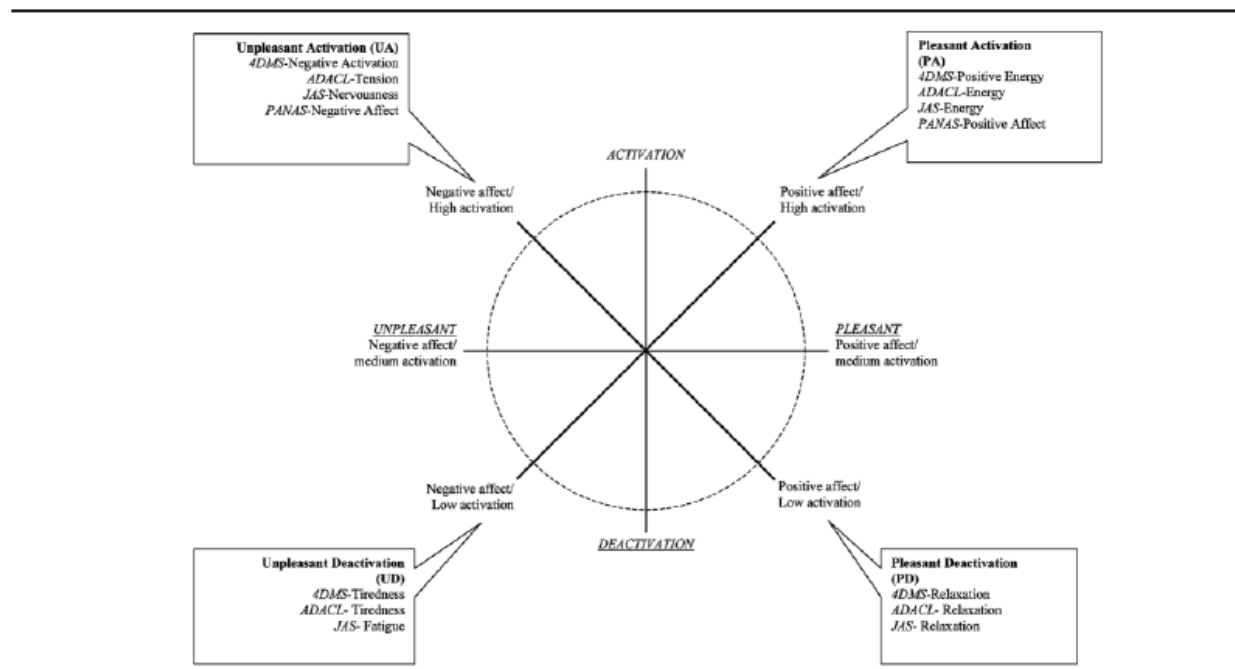 Unpleasant Activation (UA)
4DMS-Negative Activation
ADACL-Tension
JAS-Nervousness
PANAS-Negative Affect
Pleasant Activation
(PA)
4DMS-Positive Energy
ADACL-Energy
JAS-Energy
PANAS-Positive Affect
ACTIVATION
Negative affect/
High activation
Positive affect/
High activation
UNPLEASANT
Negative affect/
medium activation
PLEASANT
Positive affect/
medium activation
Negative affect/
Low activation
Positive affect/
Low activation
DEACTIVATION
Unpleasant Deactivation
(UD)
4DMS-Tiredness
ADACL- Tiredness
JAS- Fatigue
Pleasant Deactivation
(PD)
4DMS-Relaxation
ADACL- Relaxation
JAS- Relaxation